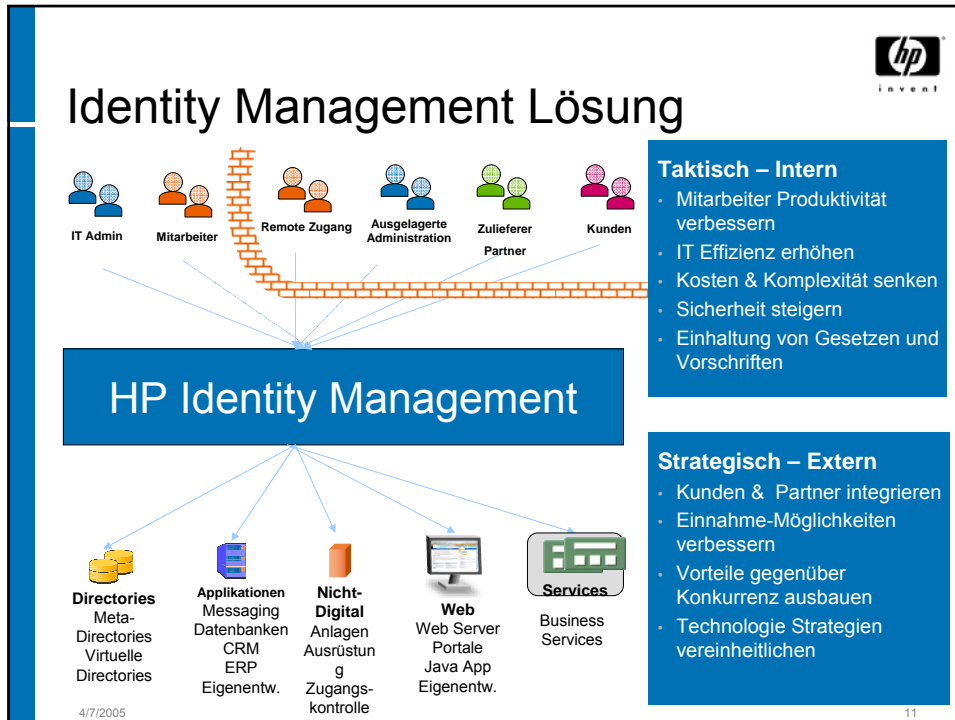 hp
invent
Identity Management Lösung
IT Admin
Mitarbeiter
Remote Zugang
Ausgelagerte
Administration
Zulieferer
Partner
Kunden
Taktisch – Intern
• Mitarbeiter Produktivität
verbessern
• IT Effizienz erhöhen
• Kosten & Komplexität senken
• Sicherheit steigern
• Einhaltung von Gesetzen und
Vorschriften
HP Identity Management
Strategisch – Extern
• Kunden & Partner integrieren
• Einnahme-Möglichkeiten
verbessern
• Vorteile gegenüber
Konkurrenz ausbauen
• Technologie Strategien
vereinheitlichen
Directories
Meta-
Directories
Virtuelle
Directories
Applikationen
Messaging
Datenbanken
CRM
ERP
Eigenentw.
Nicht-
Digital
Anlagen
Ausrüstun
g
Zugangs-
kontrolle
Web
Web Server
Portale
Java App
Eigenentw.
Services
Business
Services
4/7/2005
11